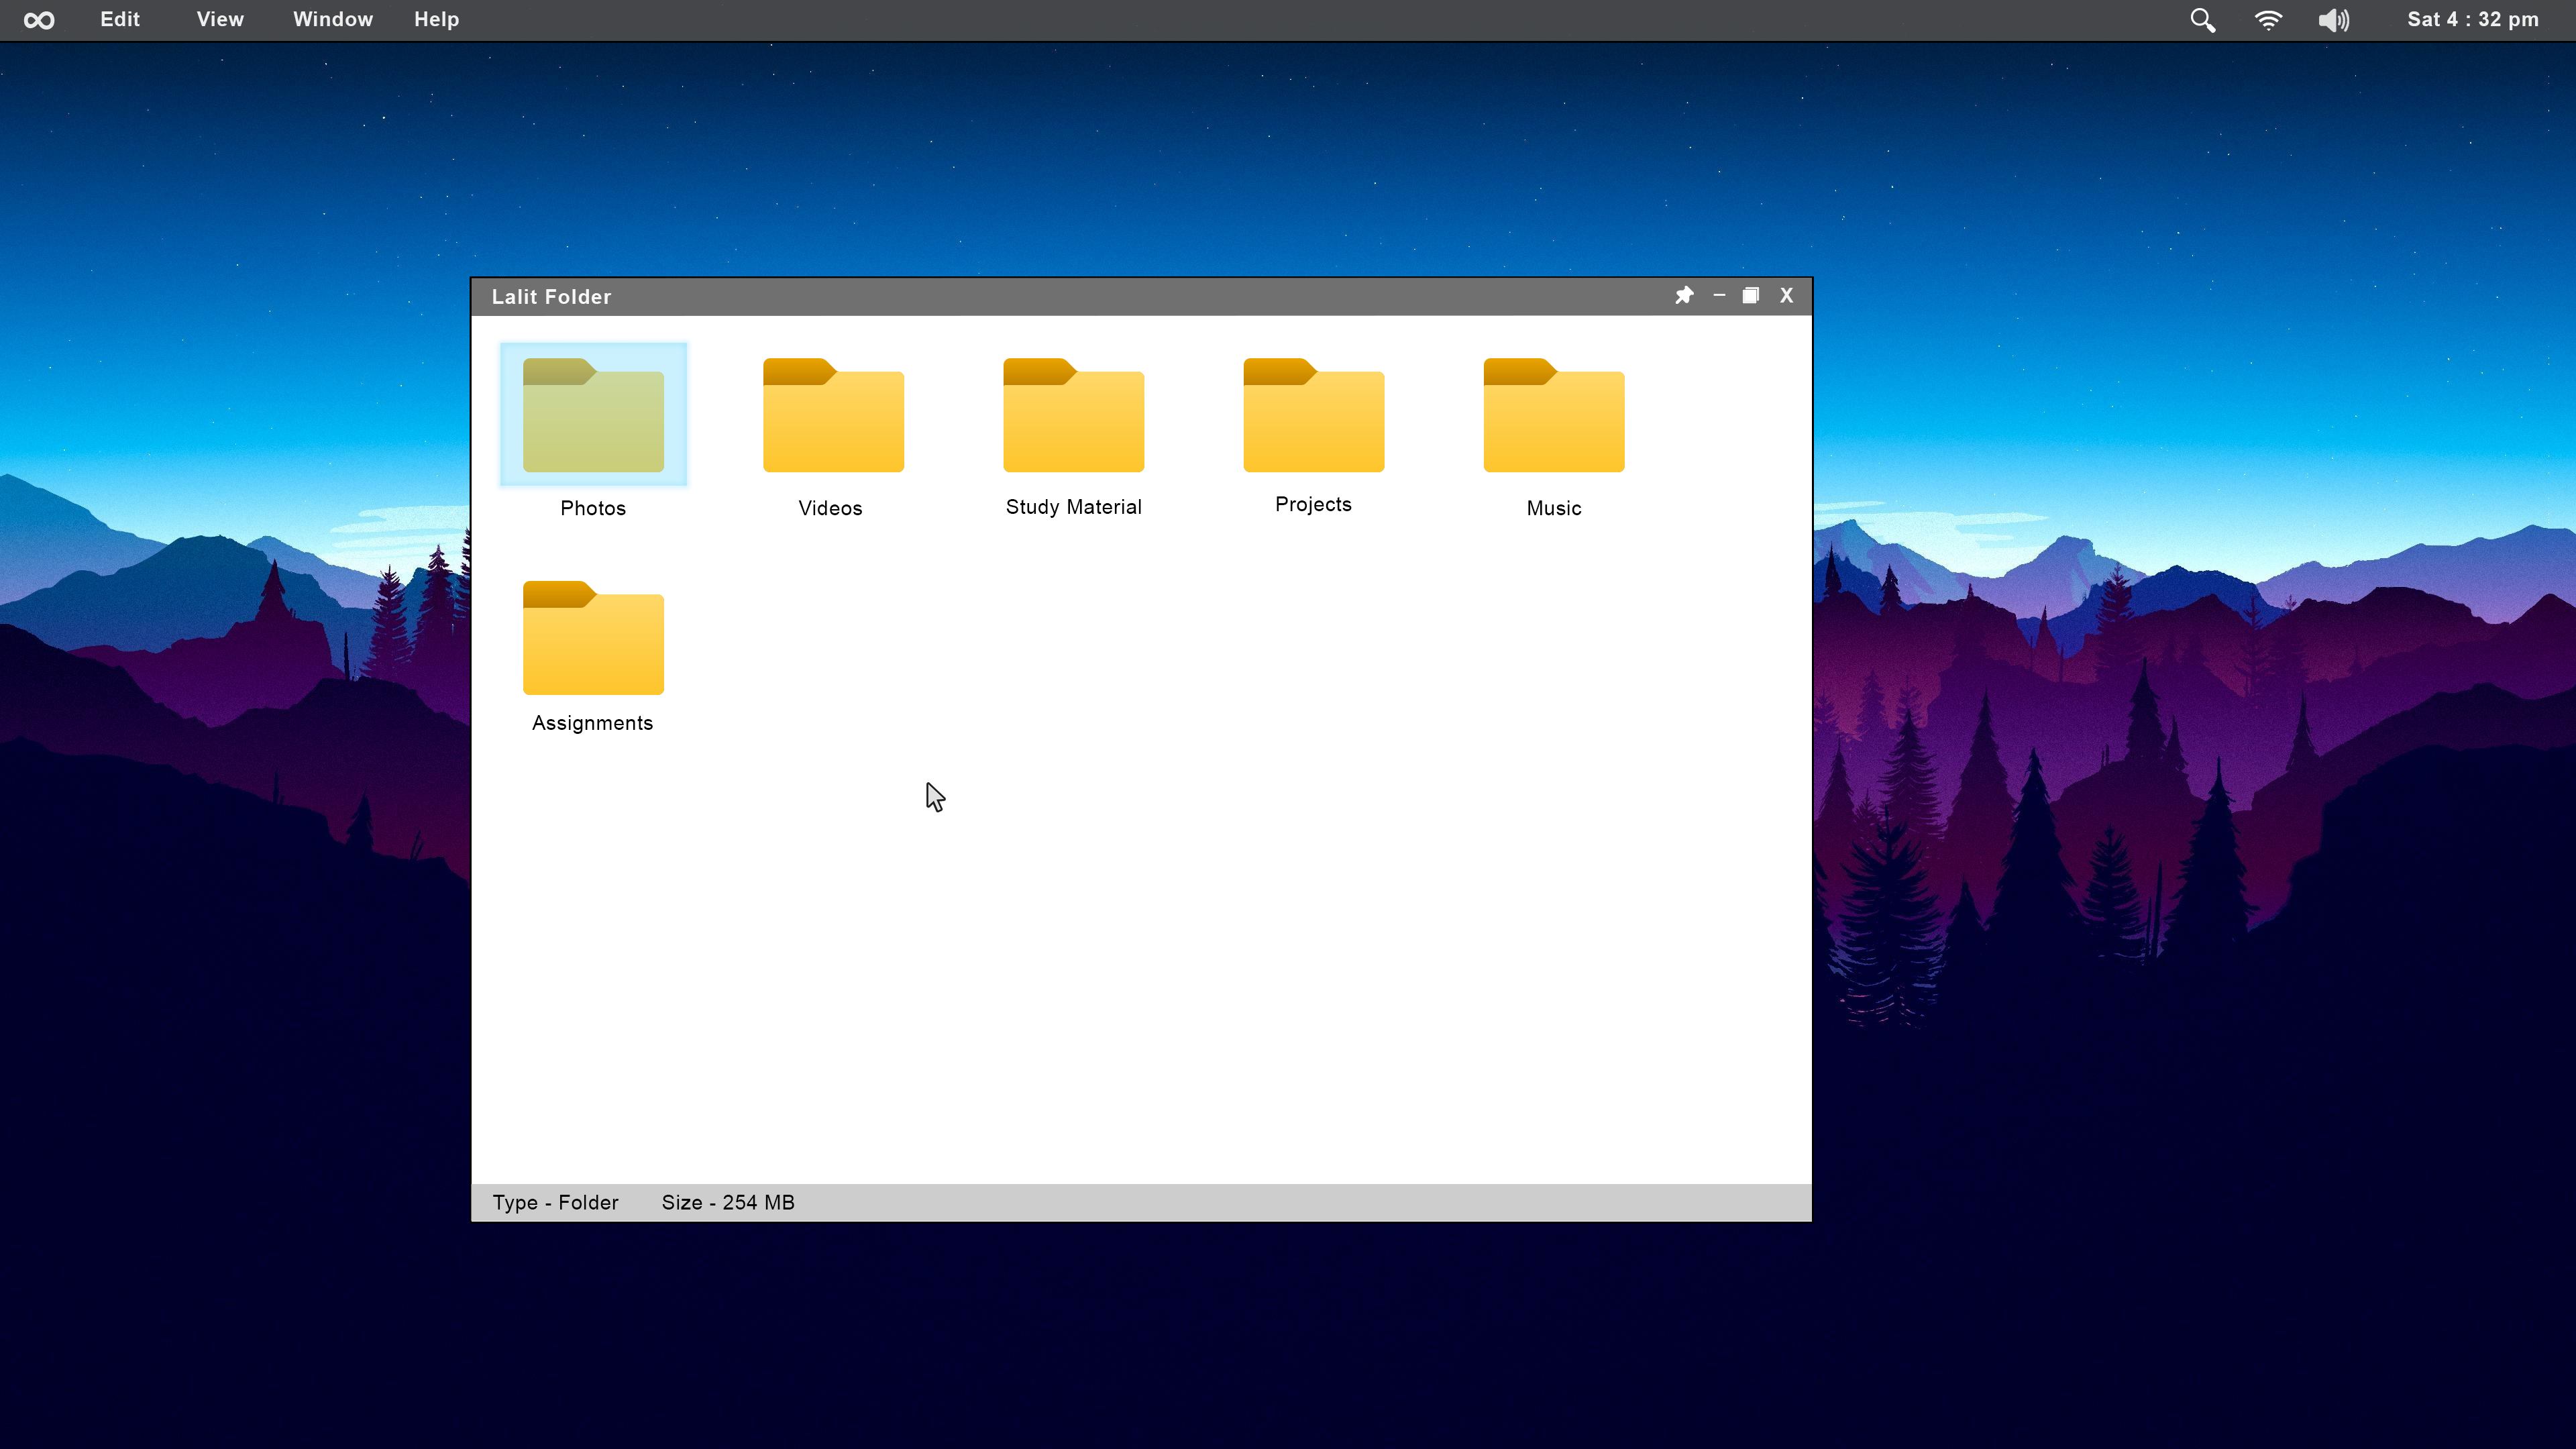 Edit View Window Help Sat 4 : 32 pm
Lalit Folder X
Photos Videos Study Material Projects Music
Assignments
Type - Folder Size - 254 MB